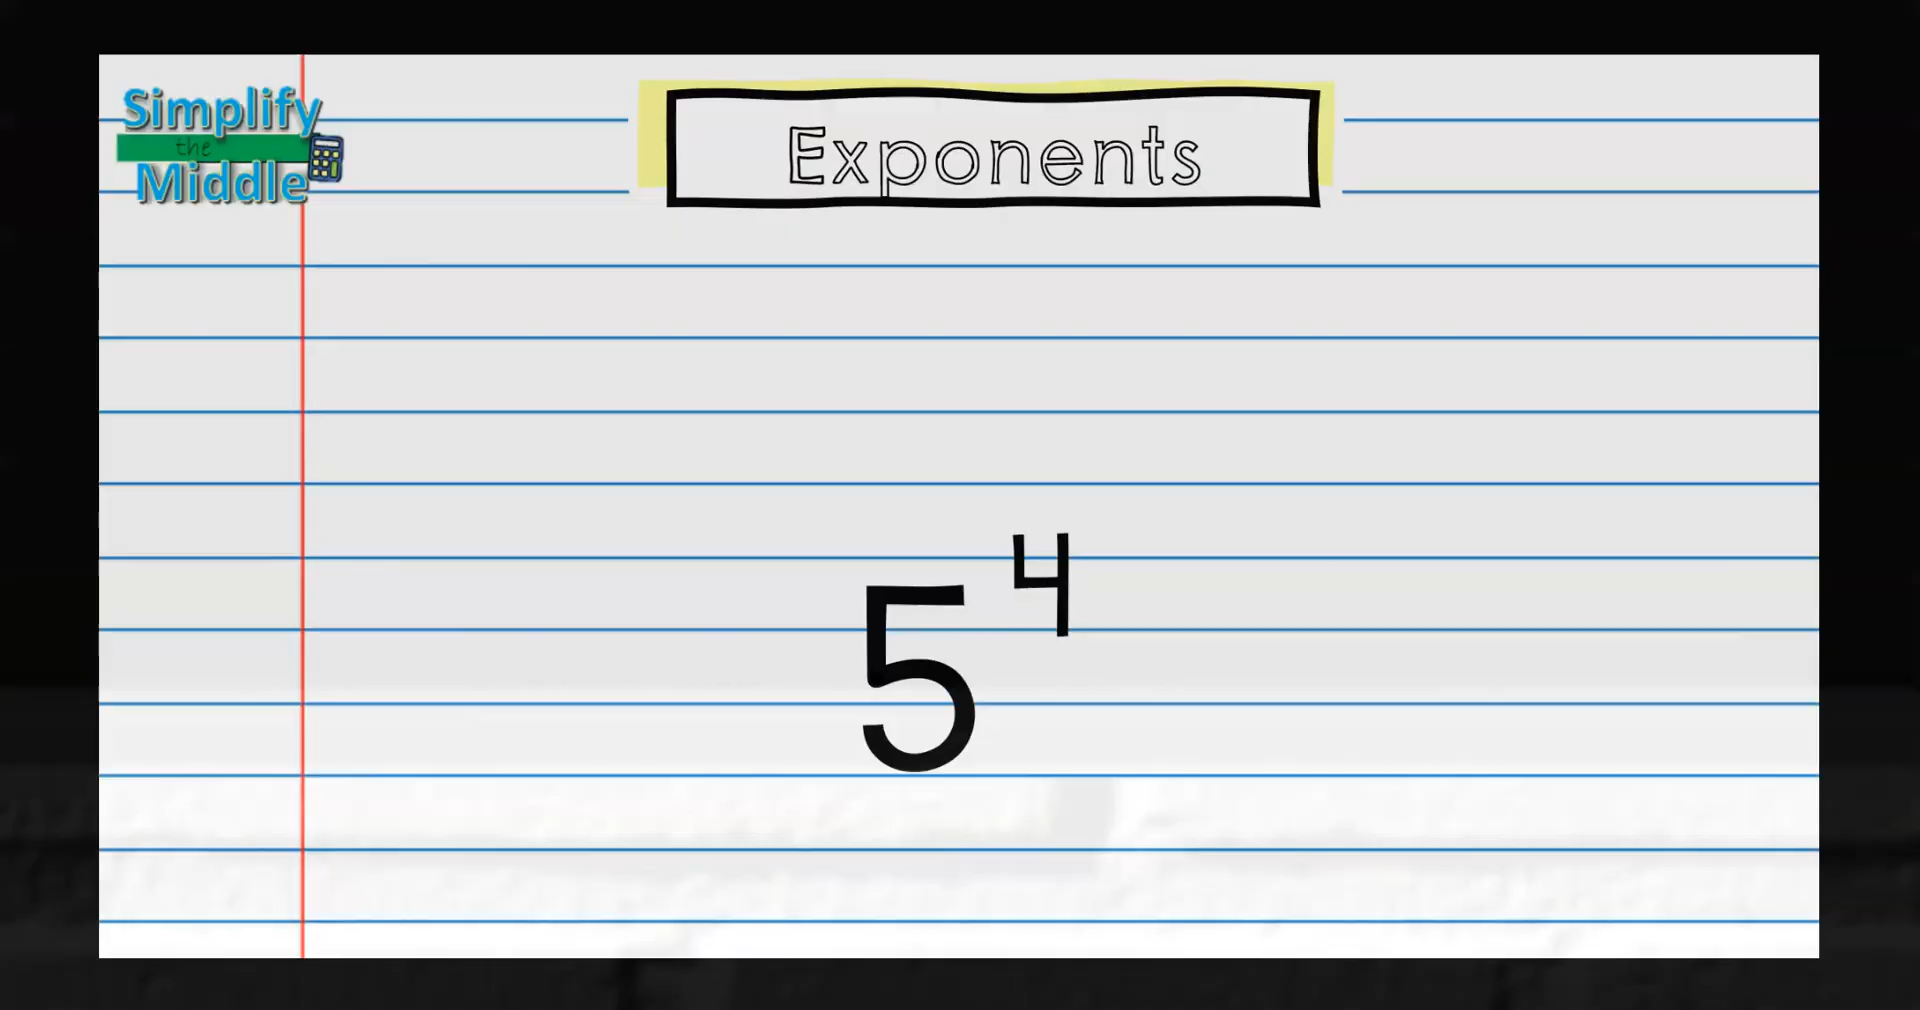 Simplify
the
Middle
Exponents
5⁴